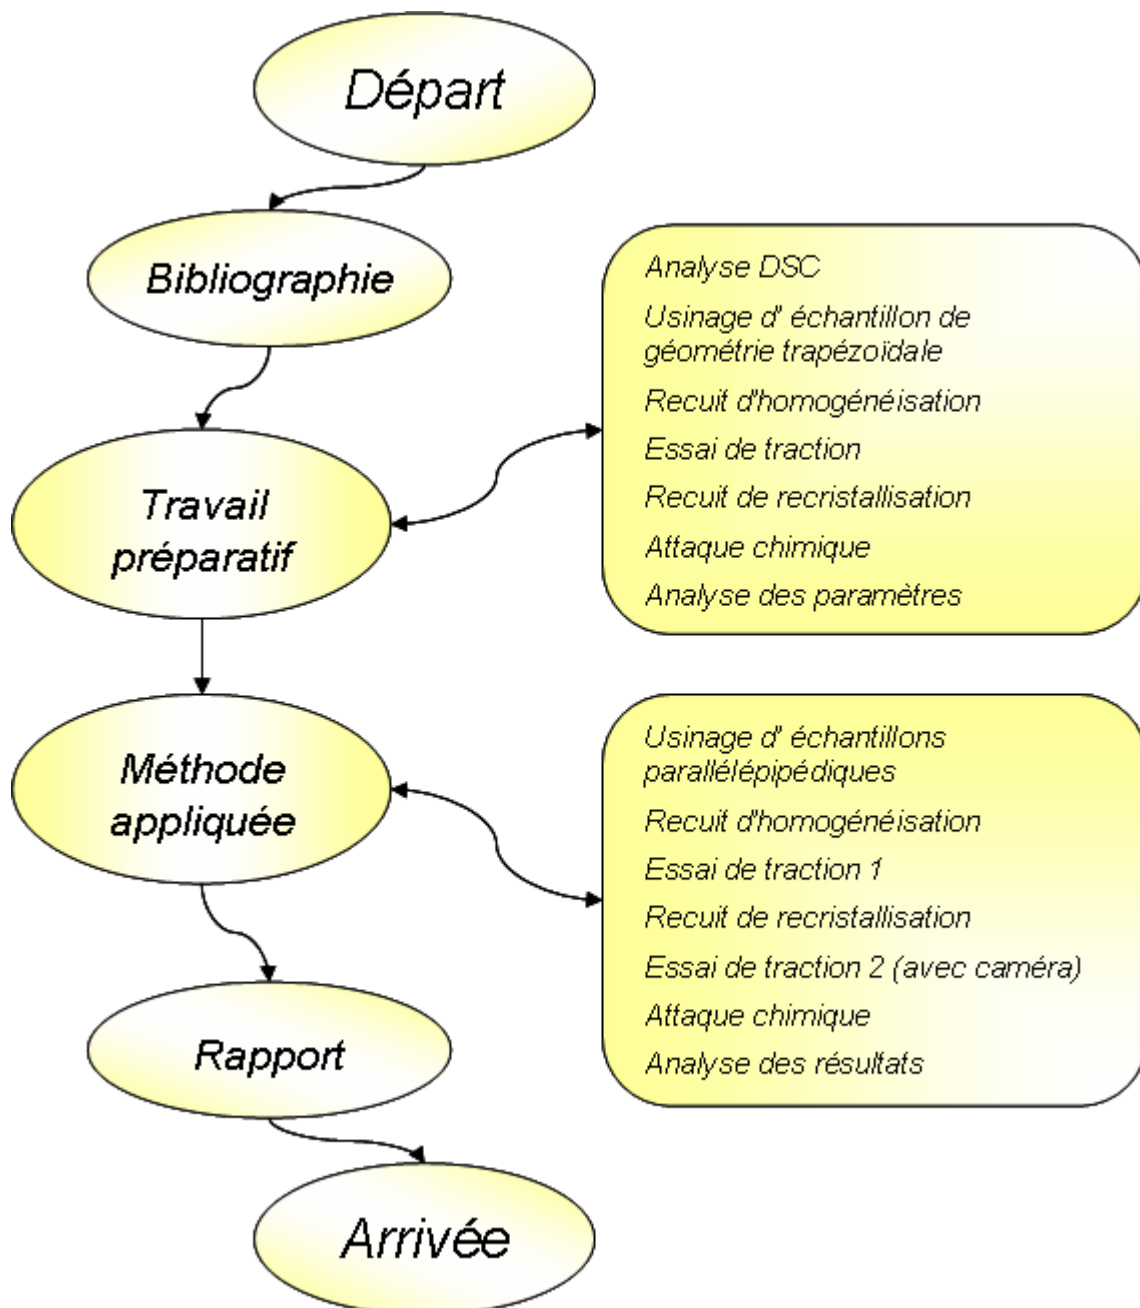 Départ
Bibliographie
Travail
préparatif
Analyse DSC
Usinage d' échantillon de
géométrie trapézoïdale
Recuit d'homogénéisation
Essai de traction
Recuit de recristallisation
Attaque chimique
Analyse des paramètres
Méthode
appliquée
Usinage d' échantillons
parallélépipédiques
Recuit d'homogénéisation
Essai de traction 1
Recuit de recristallisation
Essai de traction 2 (avec caméra)
Attaque chimique
Analyse des résultats
Rapport
Arrivée